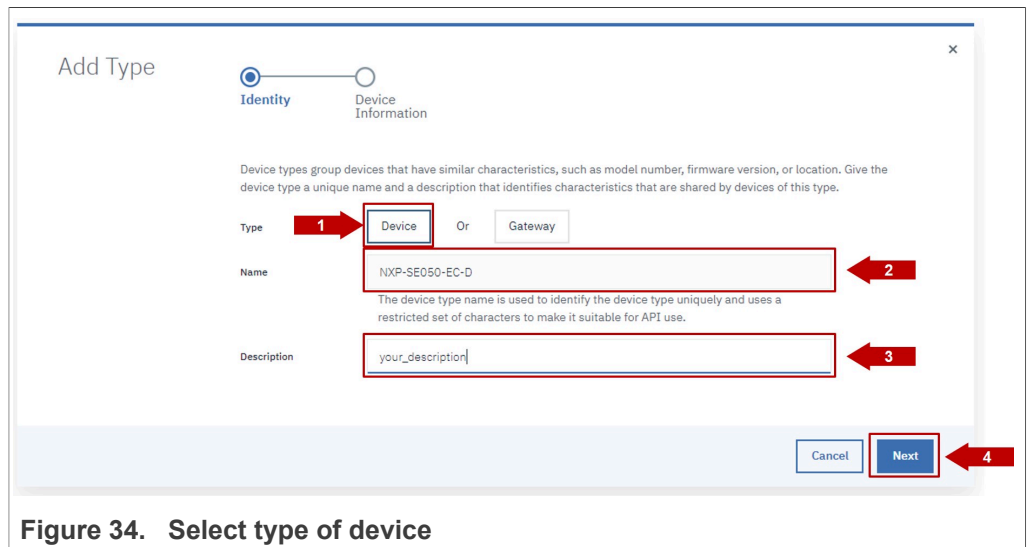 Add Type
×
Identity
Device
Information
Device types group devices that have similar characteristics, such as model number, firmware version, or location. Give the
device type a unique name and a description that identifies characteristics that are shared by devices of this type.
Type 1 Device Or Gateway
Name NXP-SE050-EC-D 2
The device type name is used to identify the device type uniquely and uses a
restricted set of characters to make it suitable for API use.
Description your_description 3
Cancel Next 4
Figure 34. Select type of device